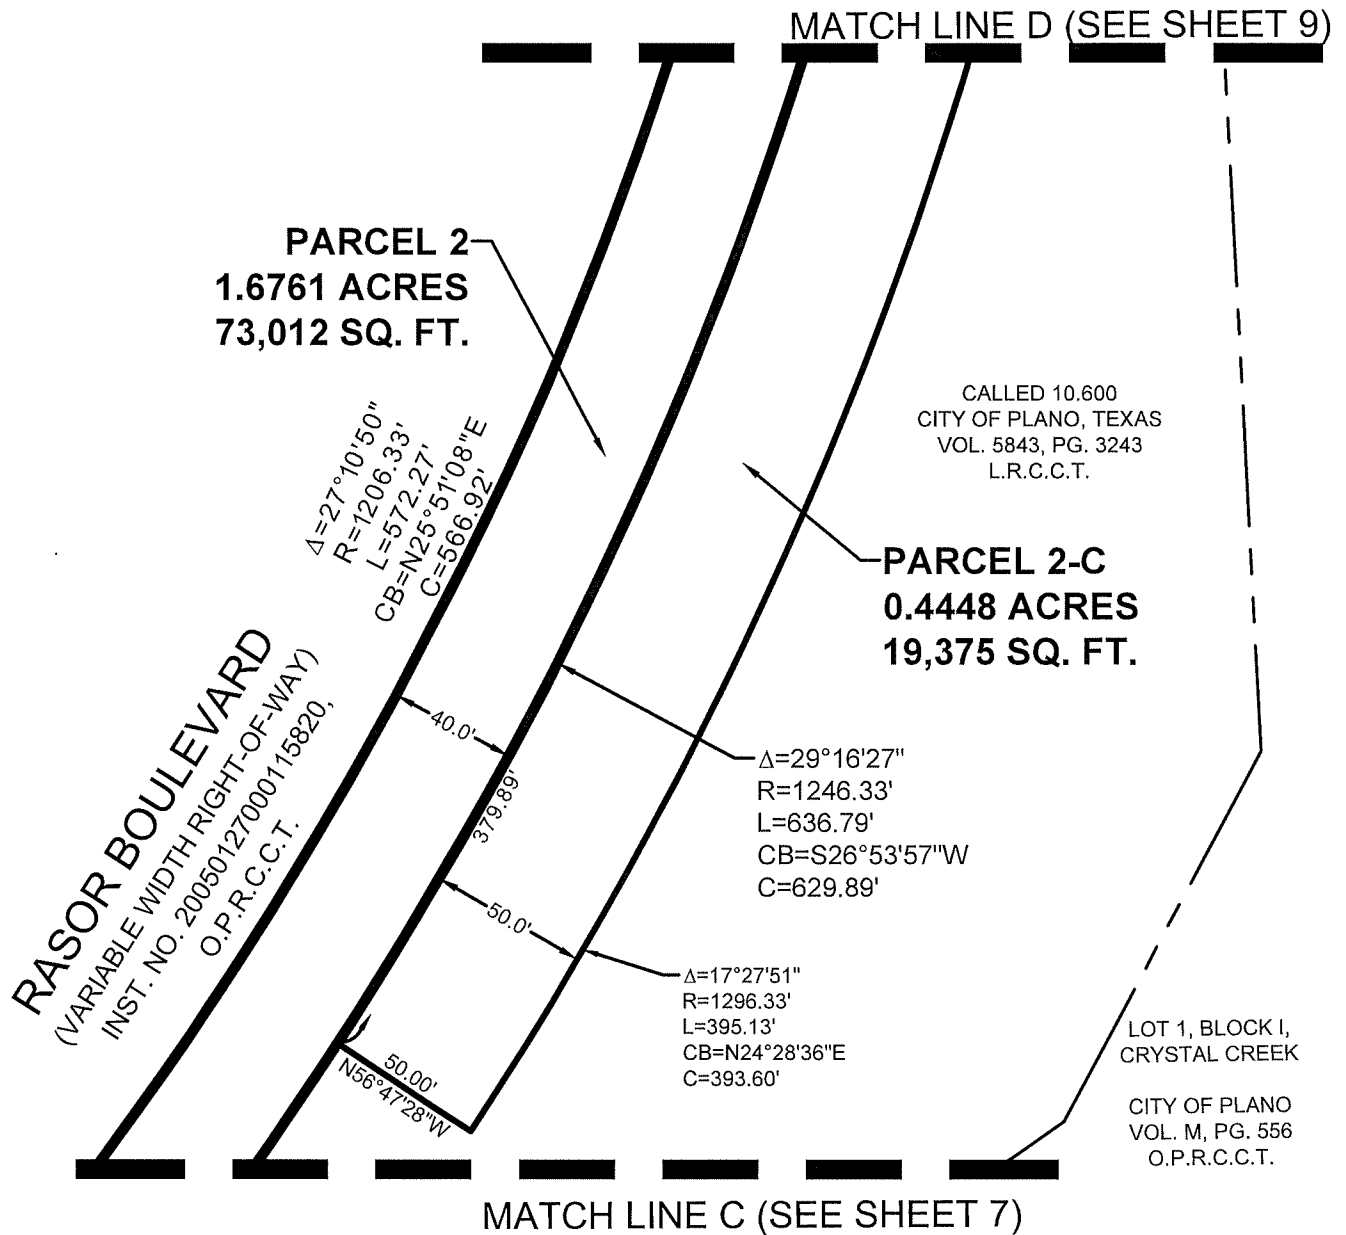 MATCH LINE D (SEE SHEET 9)
PARCEL 2
1.6761 ACRES
73,012 SQ. FT.
Δ=27°10'50"
R=1206.33'
L=572.27'
CB=N25°51'08"E
C=566.92'
CALLED 10.600
CITY OF PLANO, TEXAS
VOL. 5843, PG. 3243
L.R.C.C.T.
PARCEL 2-C
0.4448 ACRES
19,375 SQ. FT.
RASOR BOULEVARD
(VARIABLE WIDTH RIGHT-OF-WAY)
INST. NO. 20050127000115820,
O.P.R.C.C.T.
40.0'
379.89'
Δ=29°16'27"
R=1246.33'
L=636.79'
CB=S26°53'57"W
C=629.89'
50.0'
Δ=17°27'51"
R=1296.33'
L=395.13'
CB=N24°28'36"E
C=393.60'
50.00'
N56°47'28"W
LOT 1, BLOCK I,
CRYSTAL CREEK
CITY OF PLANO
VOL. M, PG. 556
O.P.R.C.C.T.
MATCH LINE C (SEE SHEET 7)